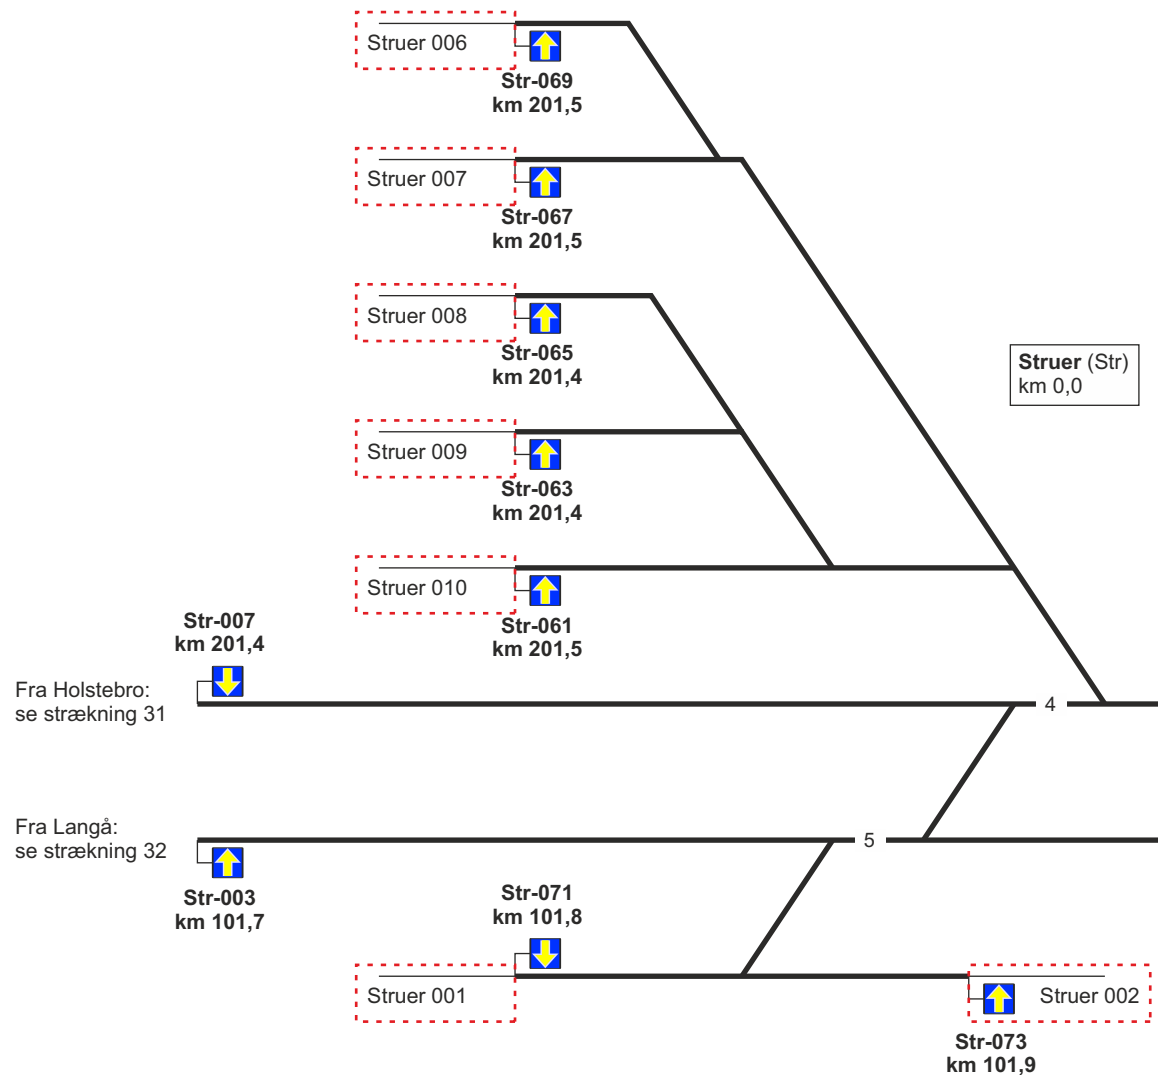 Struer 006
Str-069
km 201,5
Struer 007
Str-067
km 201,5
Struer 008
Str-065
km 201,4
Struer (Str)
km 0,0
Struer 009
Str-063
km 201,4
Struer 010
Str-061
km 201,5
Str-007
km 201,4
Fra Holstebro:
se strækning 31
4
Fra Langå:
se strækning 32
5
Str-003
km 101,7
Str-071
km 101,8
Struer 001
Struer 002
Str-073
km 101,9